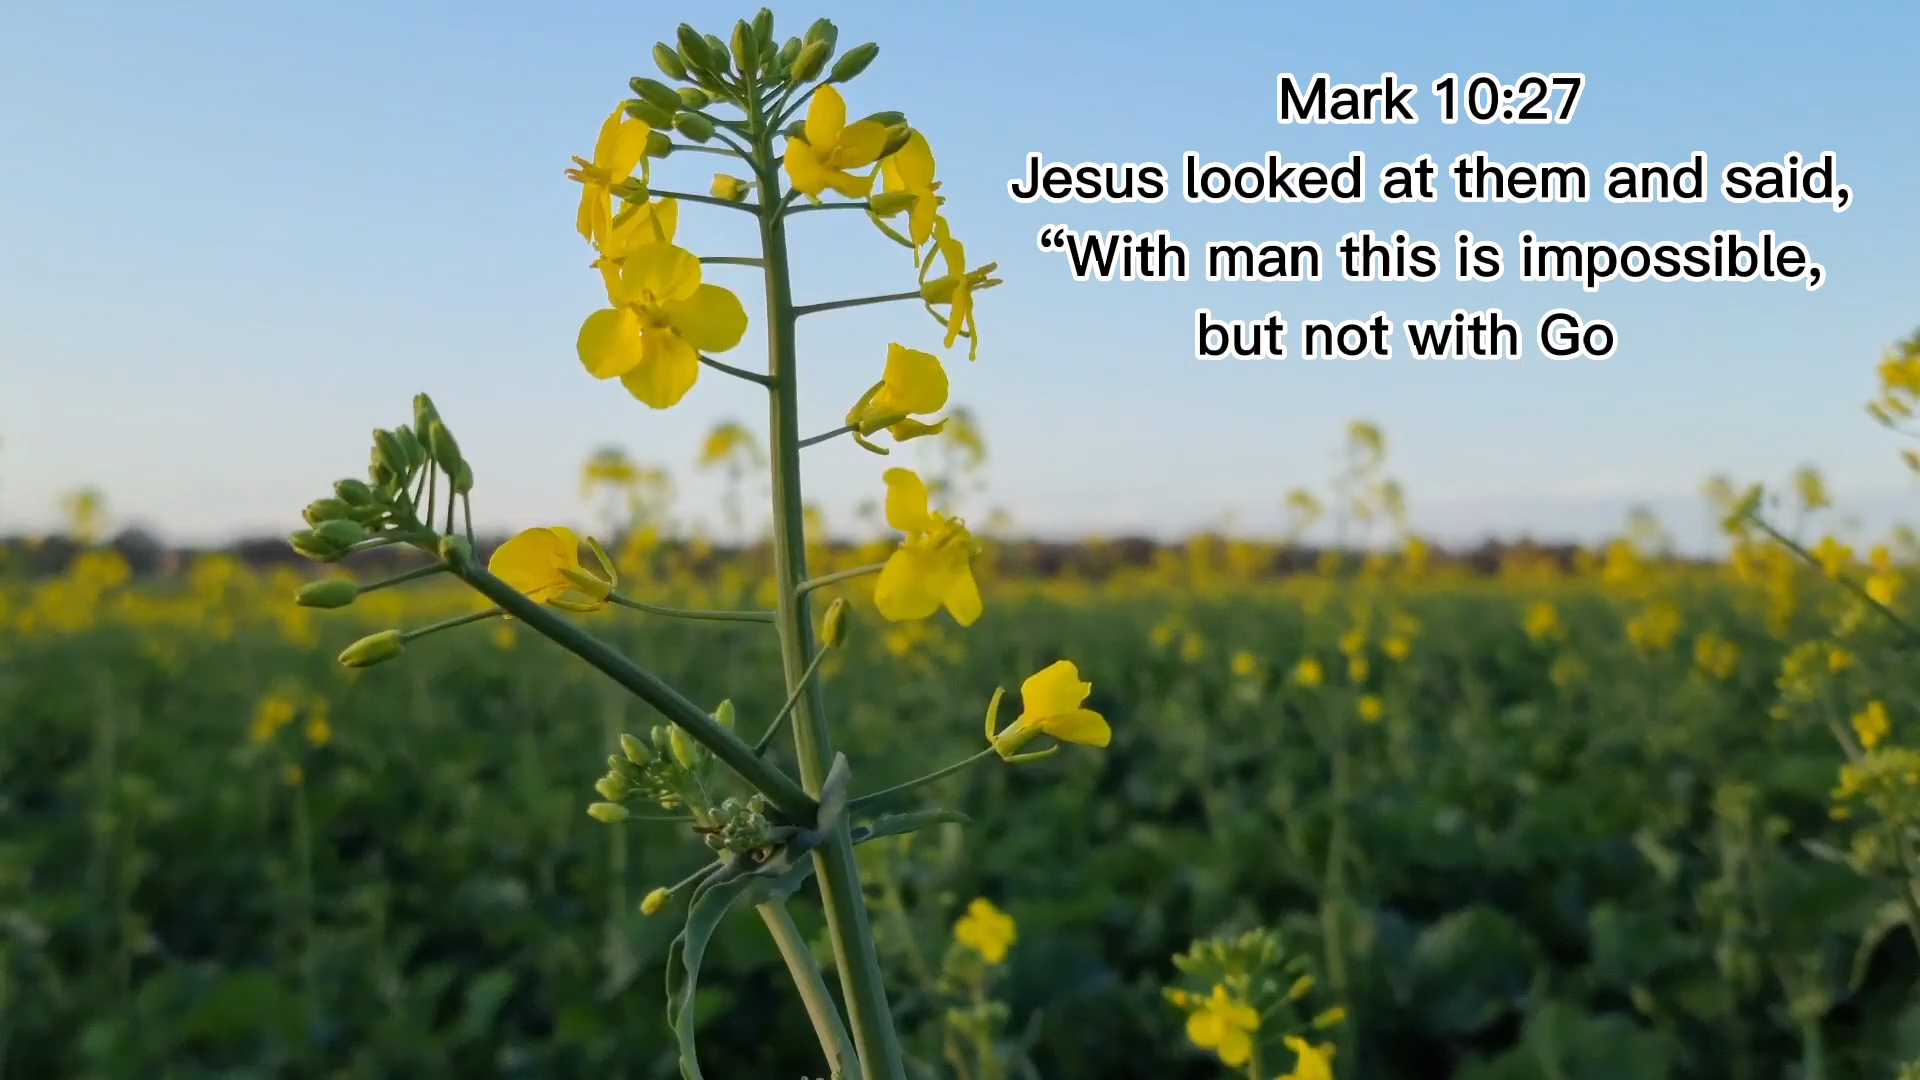 Mark 10:27
Jesus looked at them and said,
“With man this is impossible,
but not with Go